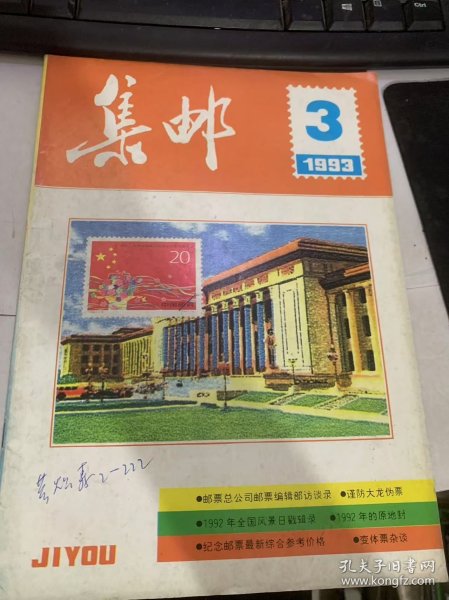 集邮
3
1993
20
●邮票总公司邮票编辑部访谈录 ●谨防大龙伪票
●1992年全国风景日戳辑录 ●1992年的原地封
●纪念邮票最新综合参考价格 ●变体票杂谈
2-222
JIYOU
孔夫子旧书网
kongfz.com